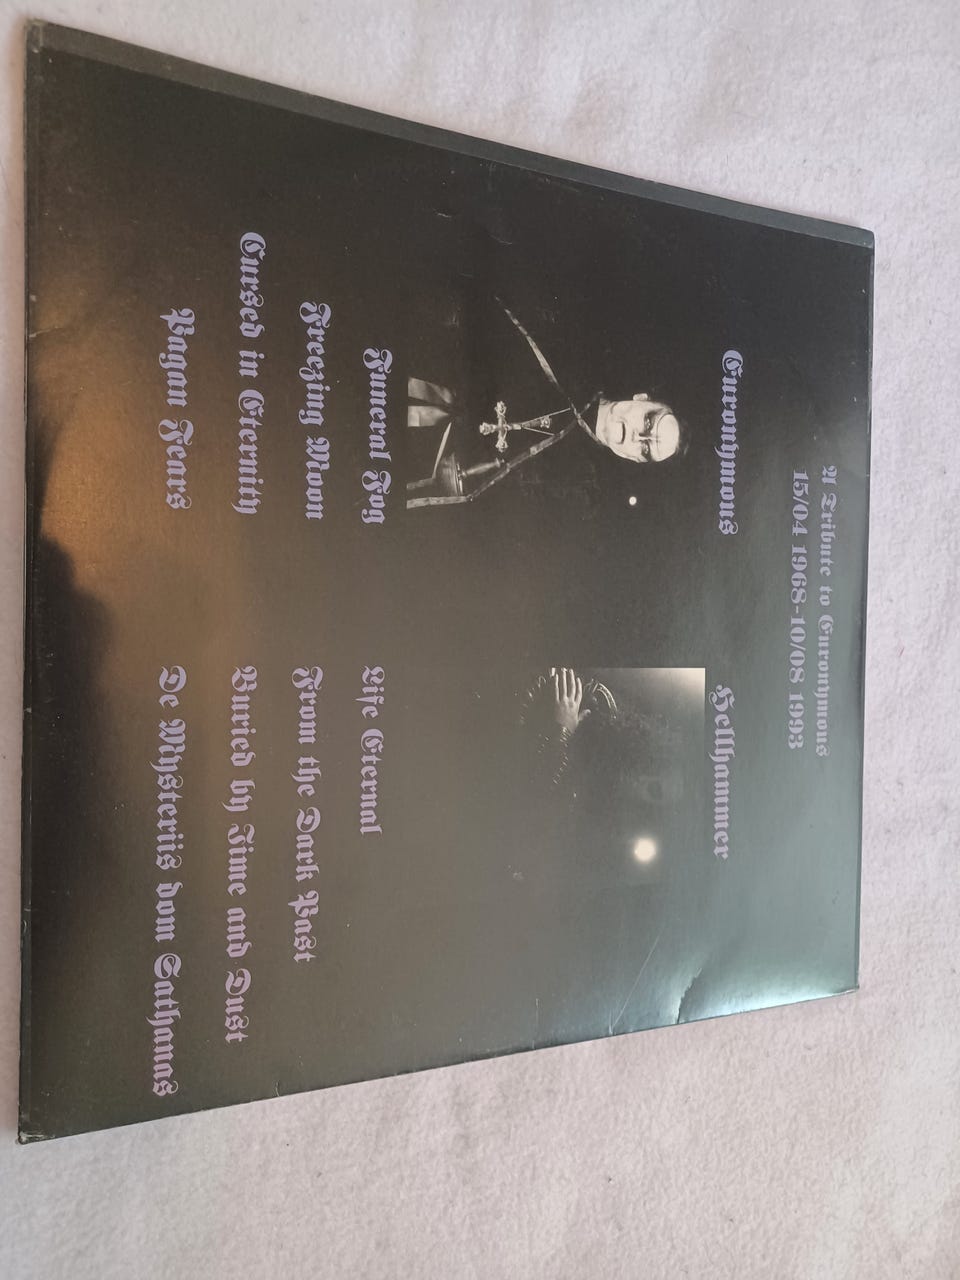 A Tribute to Euronymous
15/04 1968-10/08 1993
Euronymous
Hellhammer
Funeral Fog
Freezing Moon
Cursed in Eternity
Pagan Fears
Life Eternal
From the Dark Past
Buried by Time and Dust
De Mysteriis dom Sathanas